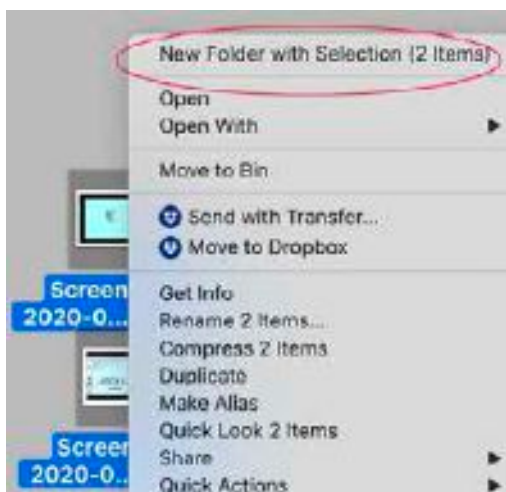 New Folder with Selection (2 Items)
Open
Open With
Move to Bin
Send with Transfer...
Move to Dropbox
Screen
2020-0...
Get Info
Rename 2 Items...
Compress 2 Items
Duplicate
Make Alias
Quick Look 2 Items
Share
Quick Actions
Screen
2020-0...